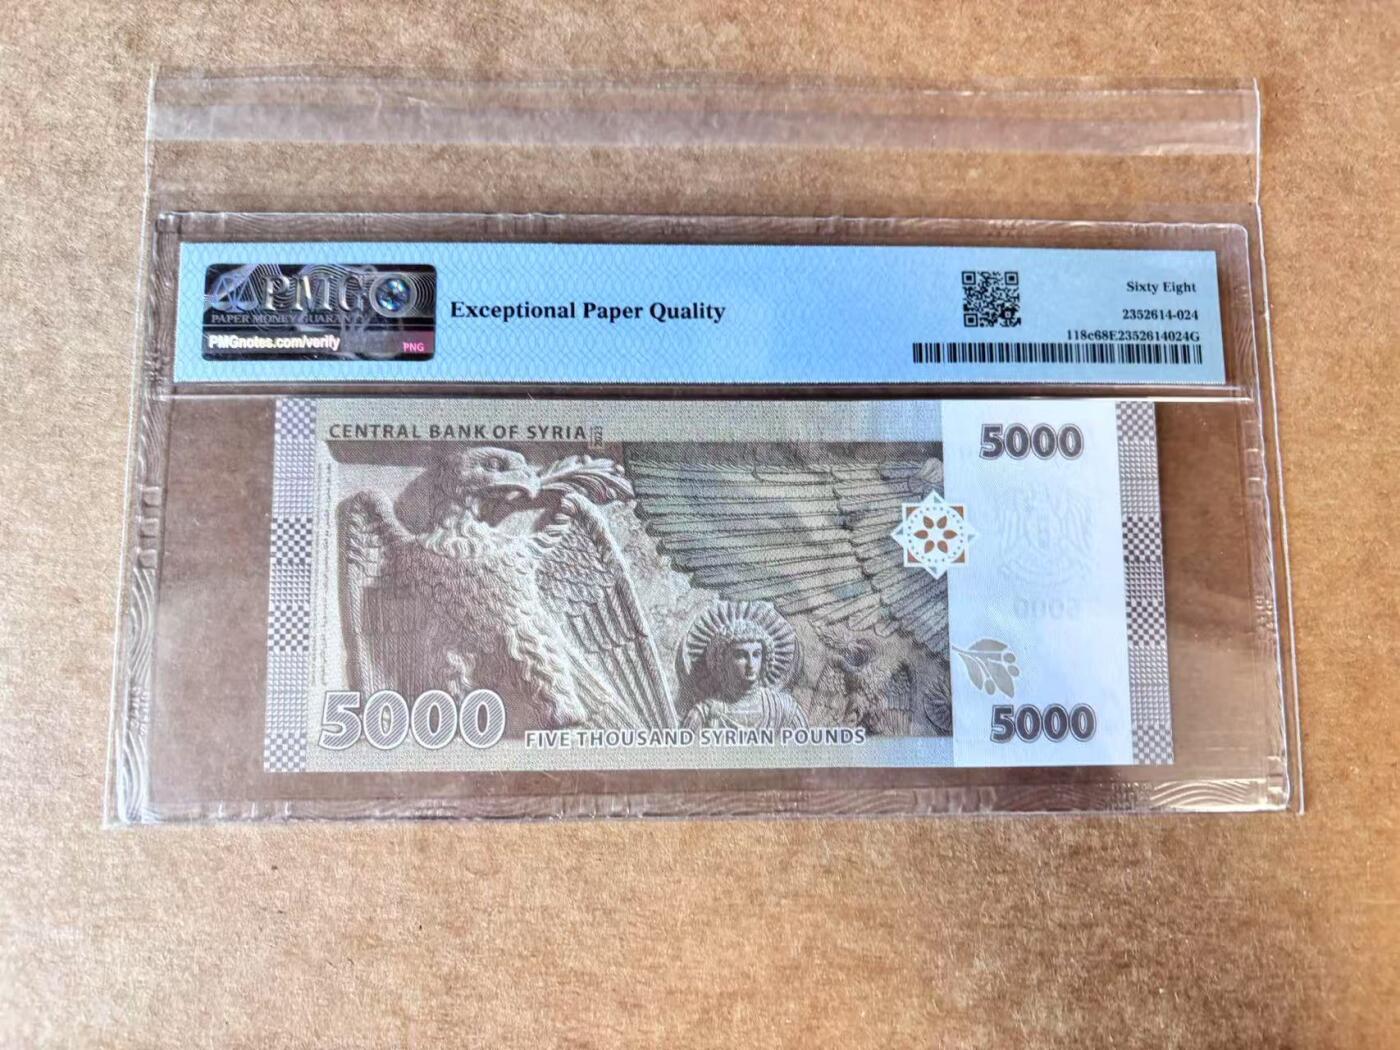 PMG
PAPER MONEY GUARANTY
PMGnotes.com/verify
PNG
Exceptional Paper Quality
Sixty Eight
2352614-024
118c68E2352614024G
CENTRAL BANK OF SYRIA
2023
5000
5000
FIVE THOUSAND SYRIAN POUNDS
5000